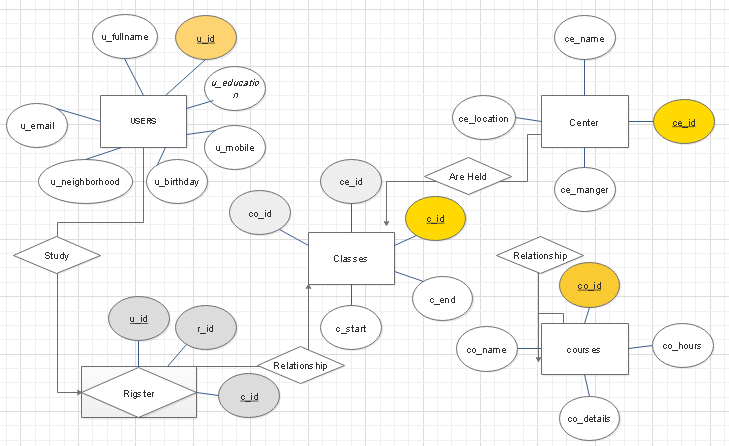 u_fullname
u_id
ce_name
u_educatio
n
USERS
u_email
ce_location
Center
ce_id
u_mobile
u_neighborhood
u_birthday
Are Held
ce_id
ce_manger
co_id
c_id
Study
Classes
Relationship
co_id
c_end
u_id
r_id
c_start
co_name
courses
co_hours
Relationship
Rigster
c_id
co_details